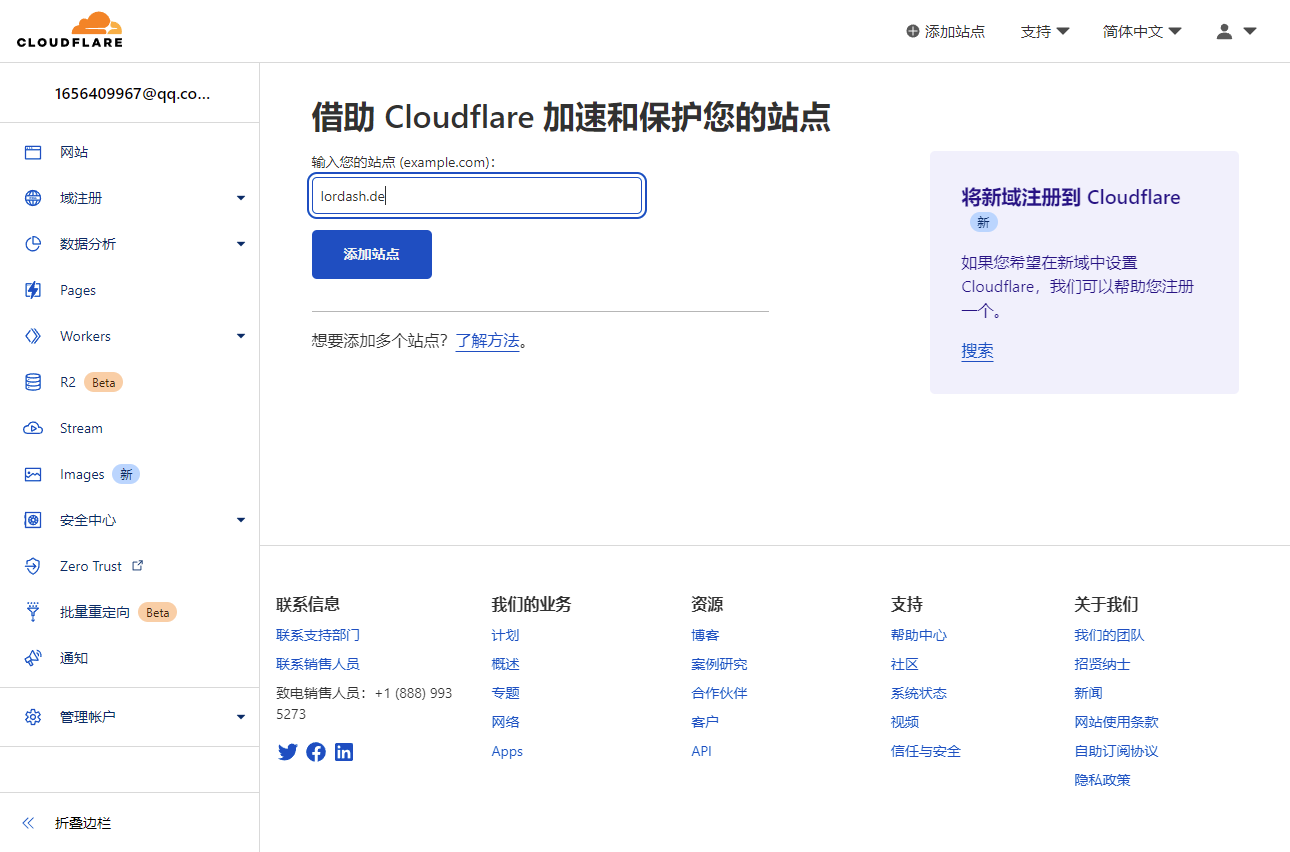 CLOUDFLARE
添加站点
支持
简体中文
1656409967@qq.co...
网站
域注册
数据分析
Pages
Workers
R2 Beta
Stream
Images 新
安全中心
Zero Trust
批量重定向 Beta
通知
管理帐户
折叠边栏
借助 Cloudflare 加速和保护您的站点
输入您的站点 (example.com)：
lordash.de
添加站点
想要添加多个站点？了解方法。
将新域注册到 Cloudflare
新
如果您希望在新域中设置
Cloudflare，我们可以帮助您注册
一个。
搜索
联系信息
联系支持部门
联系销售人员
致电销售人员：+1 (888) 993
5273
我们的业务
计划
概述
专题
网络
Apps
资源
博客
案例研究
合作伙伴
客户
API
支持
帮助中心
社区
系统状态
视频
信任与安全
关于我们
我们的团队
招贤纳士
新闻
网站使用条款
自助订阅协议
隐私政策